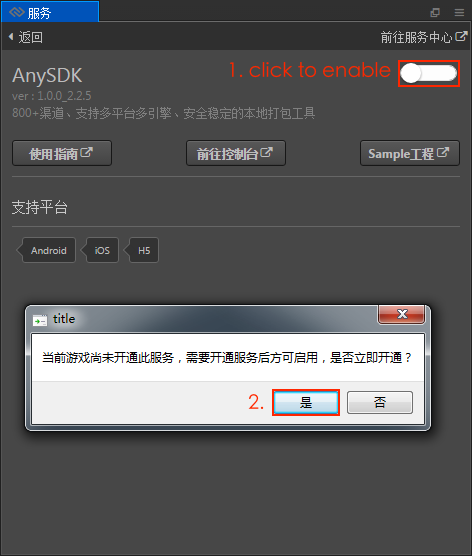 服务
返回
前往服务中心
AnySDK
1. click to enable
ver : 1.0.0_2.2.5
800+渠道、支持多平台多引擎、安全稳定的本地打包工具
使用指南
前往控制台
Sample工程
支持平台
Android
iOS
H5
title
当前游戏尚未开通此服务，需要开通服务后方可启用，是否立即开通？
2.
是
否